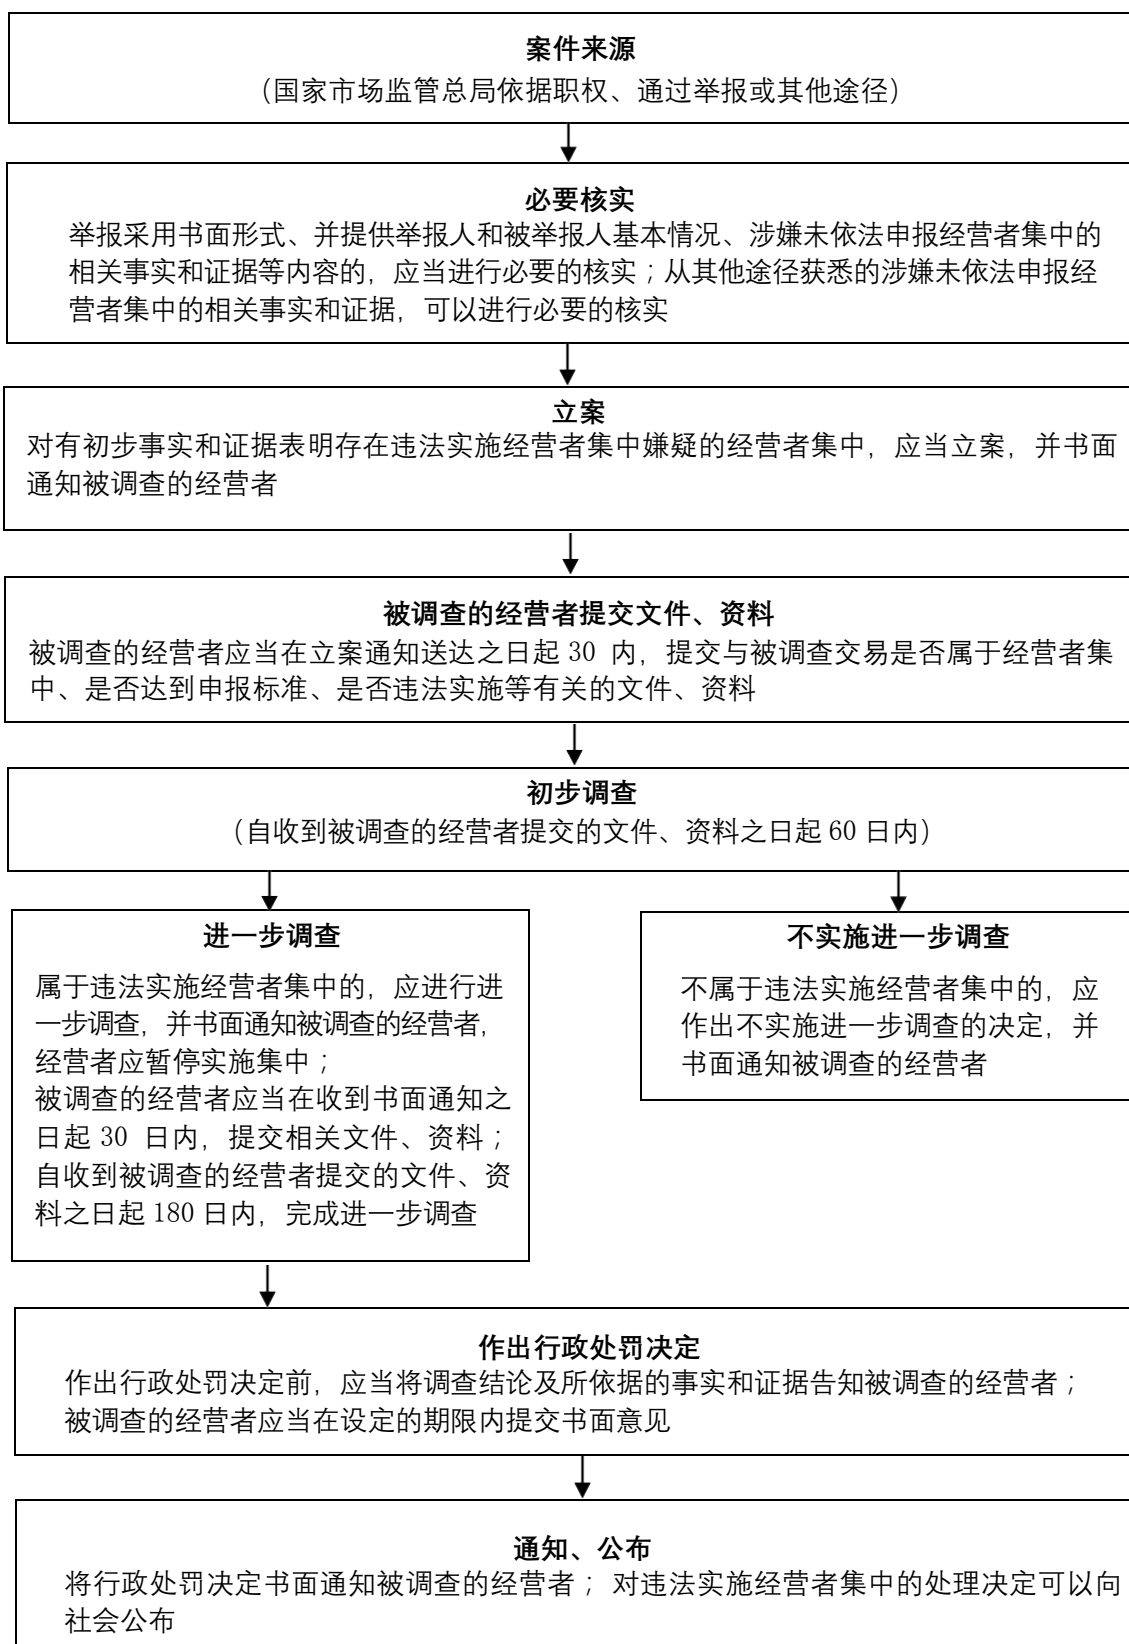 案件来源
（国家市场监管总局依据职权、通过举报或其他途径）
必要核实
举报采用书面形式、并提供举报人和被举报人基本情况、涉嫌未依法申报经营者集中的
相关事实和证据等内容的，应当进行必要的核实；从其他途径获悉的涉嫌未依法申报经
营者集中的相关事实和证据，可以进行必要的核实
立案
对有初步事实和证据表明存在违法实施经营者集中嫌疑的经营者集中，应当立案，并书面
通知被调查的经营者
被调查的经营者提交文件、资料
被调查的经营者应当在立案通知送达之日起 30 内，提交与被调查交易是否属于经营者集
中、是否达到申报标准、是否违法实施等有关的文件、资料
初步调查
（自收到被调查的经营者提交的文件、资料之日起 60 日内）
进一步调查
属于违法实施经营者集中的，应进行进
一步调查，并书面通知被调查的经营者，
经营者应暂停实施集中；
被调查的经营者应当在收到书面通知之
日起 30 日内，提交相关文件、资料；
自收到被调查的经营者提交的文件、资
料之日起 180 日内，完成进一步调查
不实施进一步调查
不属于违法实施经营者集中的，应
作出不实施进一步调查的决定，并
书面通知被调查的经营者
作出行政处罚决定
作出行政处罚决定前，应当将调查结论及所依据的事实和证据告知被调查的经营者；
被调查的经营者应当在设定的期限内提交书面意见
通知、公布
将行政处罚决定书面通知被调查的经营者；对违法实施经营者集中的处理决定可以向
社会公布